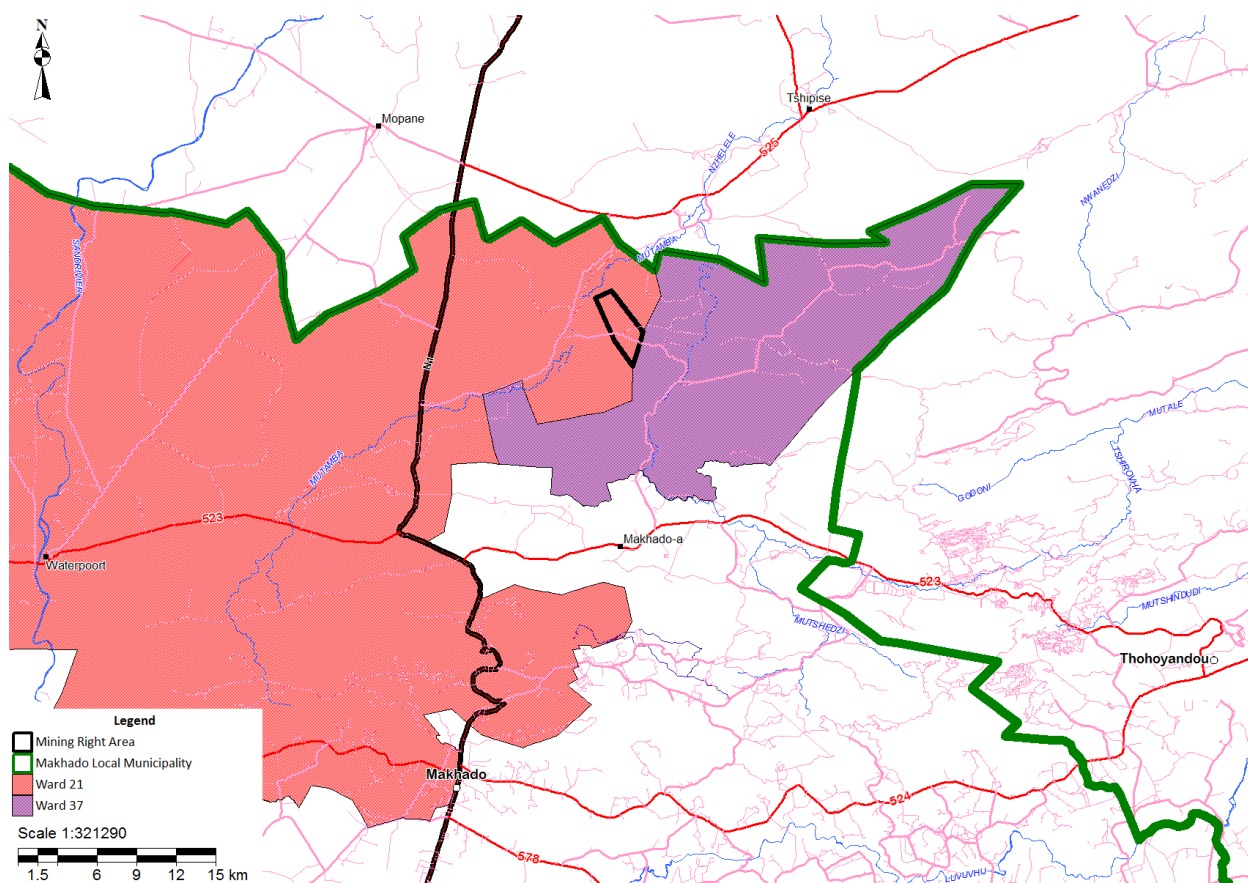 N
Tshipise
Mopane
525
NZHELELE
NWANEDZI
SANDRIVIER
MUTAMBA
N1
MUTALE
TSHIROVHA
MUTAMBA
GODONI
523
Makhado-a
Waterpoort
523
MUTSHINDUDI
MUTSHEDZI
Thohoyandou
Legend
Mining Right Area
Makhado Local Municipality
Ward 21
Ward 37
Makhado
524
Scale 1:321290
578
1.5 6 9 12 15 km
LUVUVHU